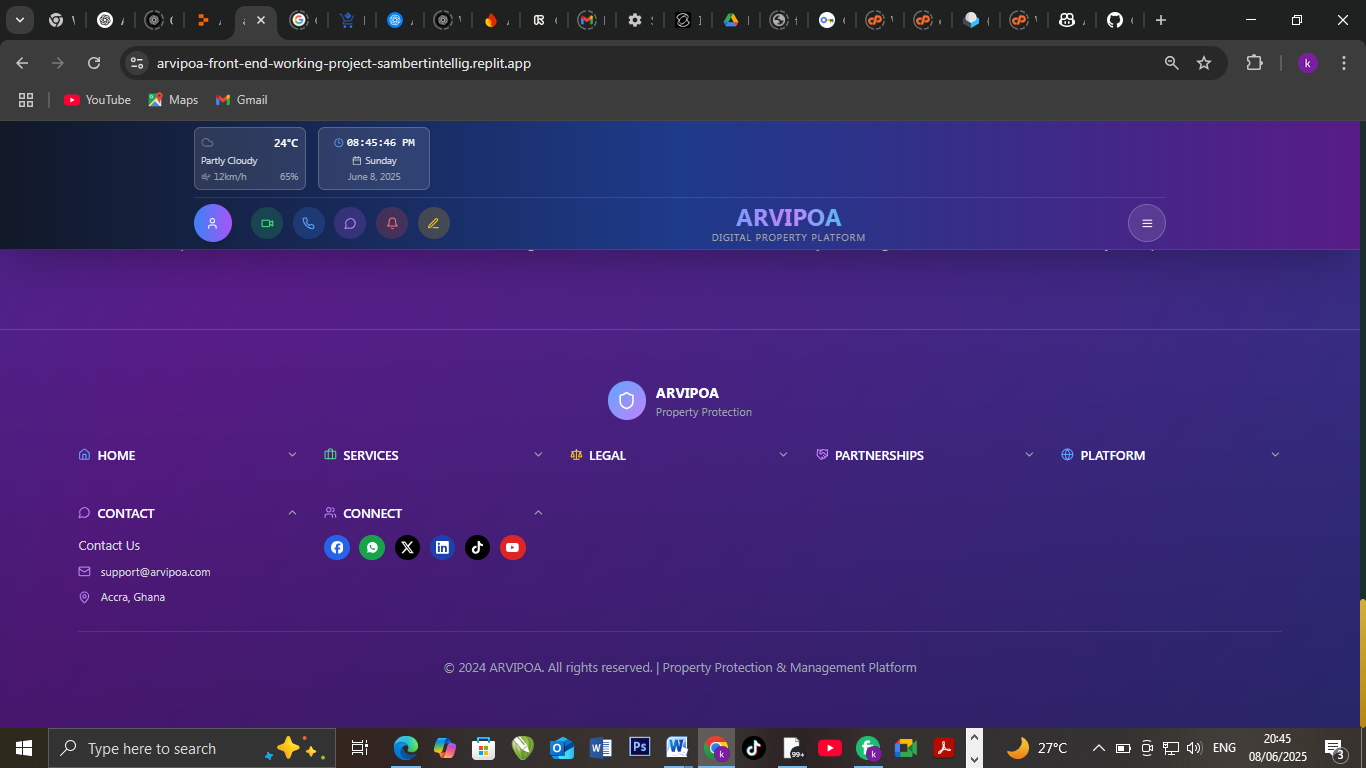 arvipoa-front-end-working-project-sambertintellig.replit.app
YouTube Maps Gmail
24°C
Partly Cloudy
12km/h 65%
08:45:46 PM
Sunday
June 8, 2025
ARVIPOA
DIGITAL PROPERTY PLATFORM
ARVIPOA
Property Protection
HOME SERVICES LEGAL PARTNERSHIPS PLATFORM
CONTACT CONNECT
Contact Us
support@arvipoa.com
Accra, Ghana
© 2024 ARVIPOA. All rights reserved. | Property Protection & Management Platform
Type here to search
99+
27°C
ENG
20:45
08/06/2025
3